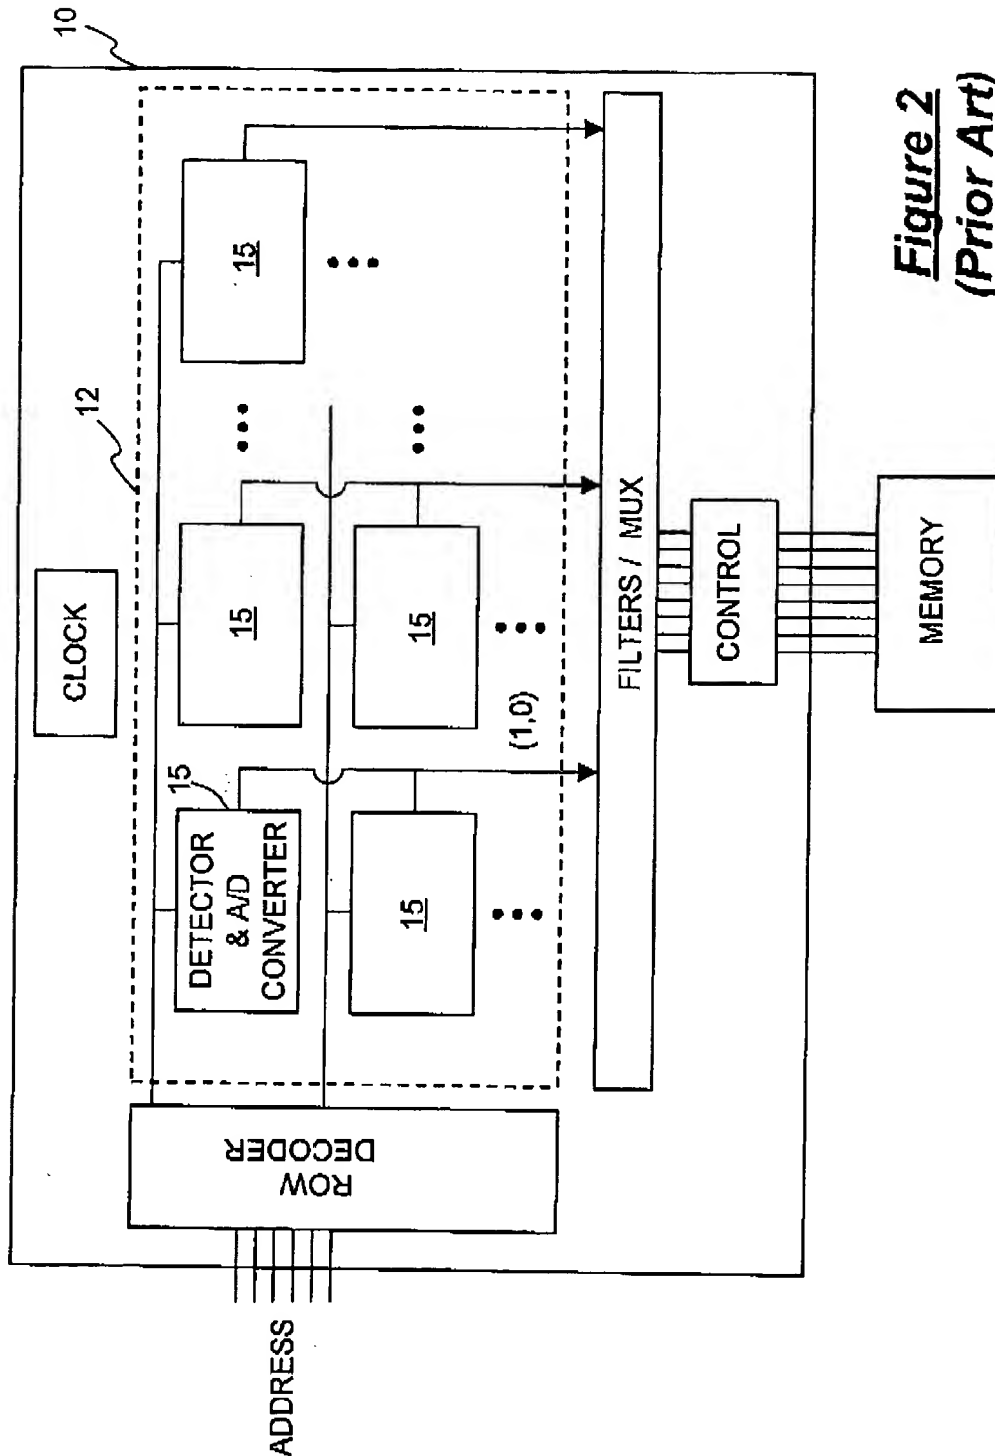 10
12
CLOCK
15
DETECTOR
& A/D
CONVERTER
15
15
15
15
(1,0)
ROW
DECODER
ADDRESS
FILTERS / MUX
CONTROL
MEMORY
Figure 2
(Prior Art)